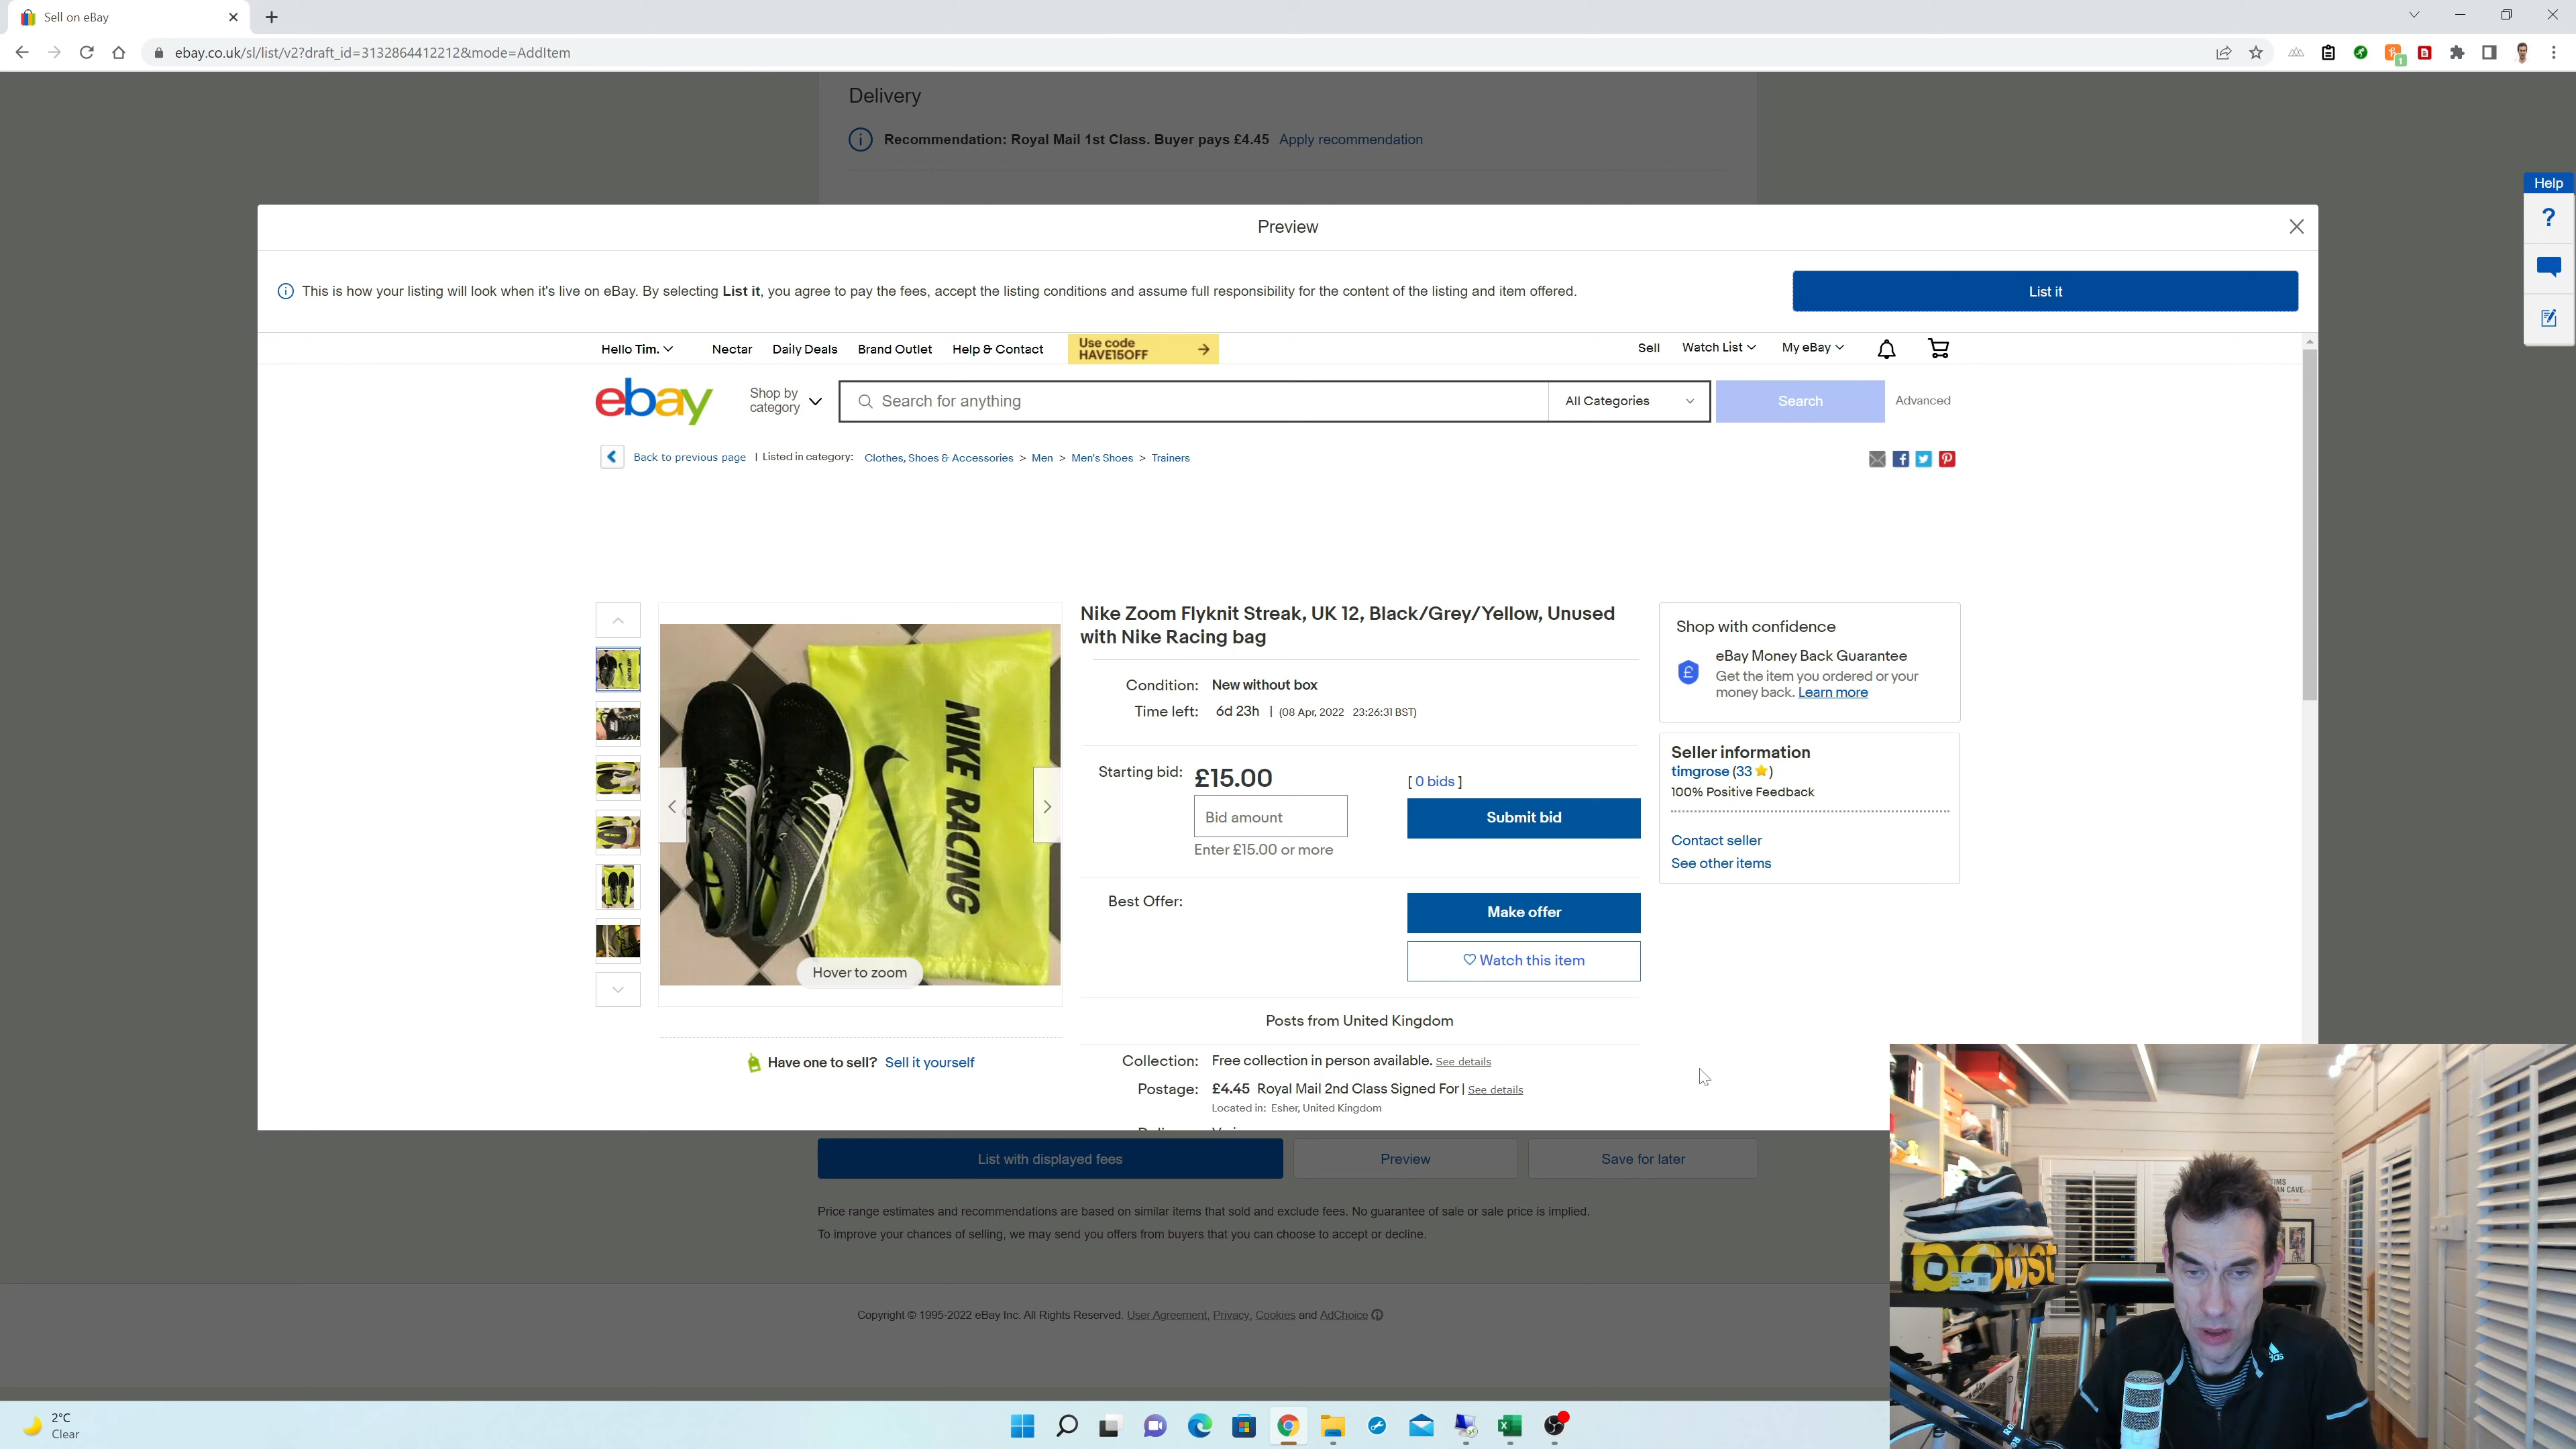 Sell on eBay
ebay.co.uk/sl/list/v2?draft_id=3132864412212&mode=AddItem
1
Delivery
Recommendation: Royal Mail 1st Class. Buyer pays £4.45 Apply recommendation
Help
?
Preview
This is how your listing will look when it's live on eBay. By selecting List it, you agree to pay the fees, accept the listing conditions and assume full responsibility for the content of the listing and item offered.
List it
Hello Tim. Nectar Daily Deals Brand Outlet Help & Contact
Use code
HAVE15OFF
Sell Watch List My eBay
ebay
Shop by
category
Search for anything
All Categories
Search
Advanced
Back to previous page | Listed in category: Clothes, Shoes & Accessories > Men > Men's Shoes > Trainers
NIKE RACING
Hover to zoom
Have one to sell? Sell it yourself
Nike Zoom Flyknit Streak, UK 12, Black/Grey/Yellow, Unused
with Nike Racing bag
Condition: New without box
Time left: 6d 23h | (08 Apr, 2022 23:26:31 BST)
Starting bid: £15.00
[ 0 bids ]
Bid amount
Submit bid
Enter £15.00 or more
Best Offer:
Make offer
Watch this item
Posts from United Kingdom
Collection: Free collection in person available. See details
Postage: £4.45 Royal Mail 2nd Class Signed For | See details
Located in: Esher, United Kingdom
Shop with confidence
eBay Money Back Guarantee
Get the item you ordered or your
money back. Learn more
Seller information
timgrose (33)
100% Positive Feedback
Contact seller
See other items
List with displayed fees
Preview
Save for later
Price range estimates and recommendations are based on similar items that sold and exclude fees. No guarantee of sale or sale price is implied.
To improve your chances of selling, we may send you offers from buyers that you can choose to accept or decline.
Copyright © 1995-2022 eBay Inc. All Rights Reserved. User Agreement, Privacy, Cookies and AdChoice
boost
2°C
Clear